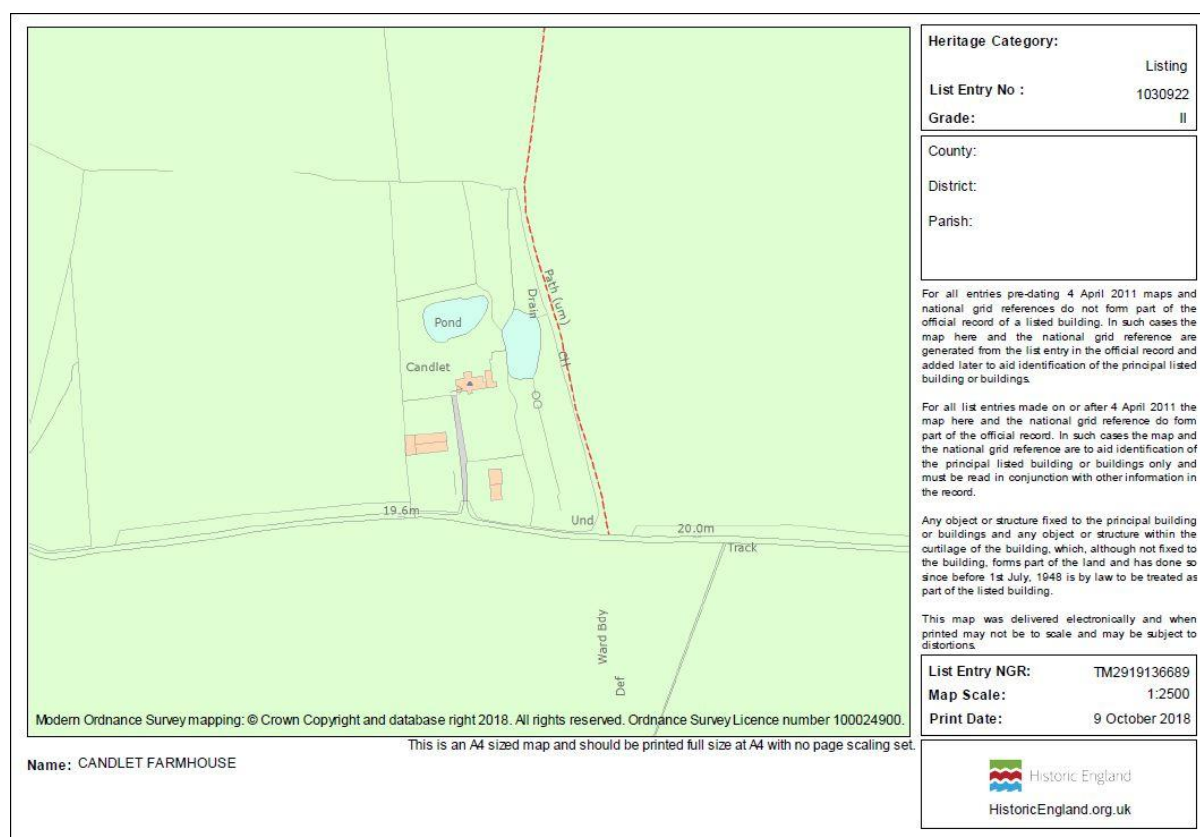 Path (um)
Drain
Pond
CH
Candlet
OG
19.6m
Und
20.0m
Track
Ward Bdy
Def
Modern Ordnance Survey mapping: © Crown Copyright and database right 2018. All rights reserved. Ordnance Survey Licence number 100024900.
This is an A4 sized map and should be printed full size at A4 with no page scaling set.
Name: CANDLET FARMHOUSE
Heritage Category:
Listing
List Entry No : 1030922
Grade: II
County:
District:
Parish:
For all entries pre-dating 4 April 2011 maps and
national grid references do not form part of the
official record of a listed building. In such cases the
map here and the national grid reference are
generated from the list entry in the official record and
added later to aid identification of the principal listed
building or buildings.
For all list entries made on or after 4 April 2011 the
map here and the national grid reference do form
part of the official record. In such cases the map and
the national grid reference are to aid identification of
the principal listed building or buildings only and
must be read in conjunction with other information in
the record.
Any object or structure fixed to the principal building
or buildings and any object or structure within the
curtilage of the building, which, although not fixed to
the building, forms part of the land and has done so
since before 1st July, 1948 is by law to be treated as
part of the listed building.
This map was delivered electronically and when
printed may not be to scale and may be subject to
distortions.
List Entry NGR: TM2919136689
Map Scale: 1:2500
Print Date: 9 October 2018
Historic England
HistoricEngland.org.uk